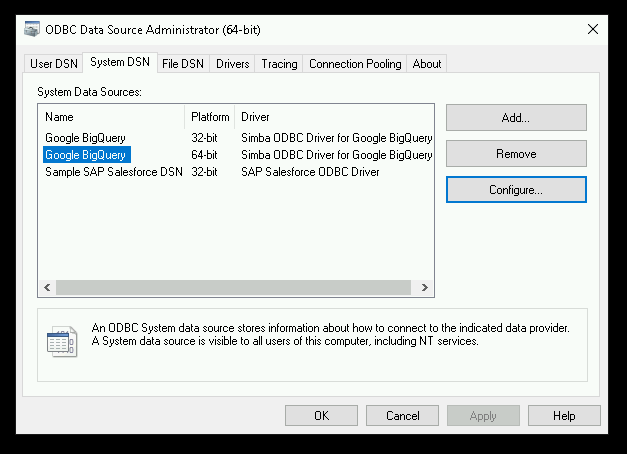 ODBC Data Source Administrator (64-bit)
User DSN System DSN File DSN Drivers Tracing Connection Pooling About
System Data Sources:
Name Platform Driver
Google BigQuery 32-bit Simba ODBC Driver for Google BigQuery
Google BigQuery 64-bit Simba ODBC Driver for Google BigQuery
Sample SAP Salesforce DSN 32-bit SAP Salesforce ODBC Driver
Add...
Remove
Configure...
An ODBC System data source stores information about how to connect to the indicated data provider.
A System data source is visible to all users of this computer, including NT services.
OK Cancel Apply Help